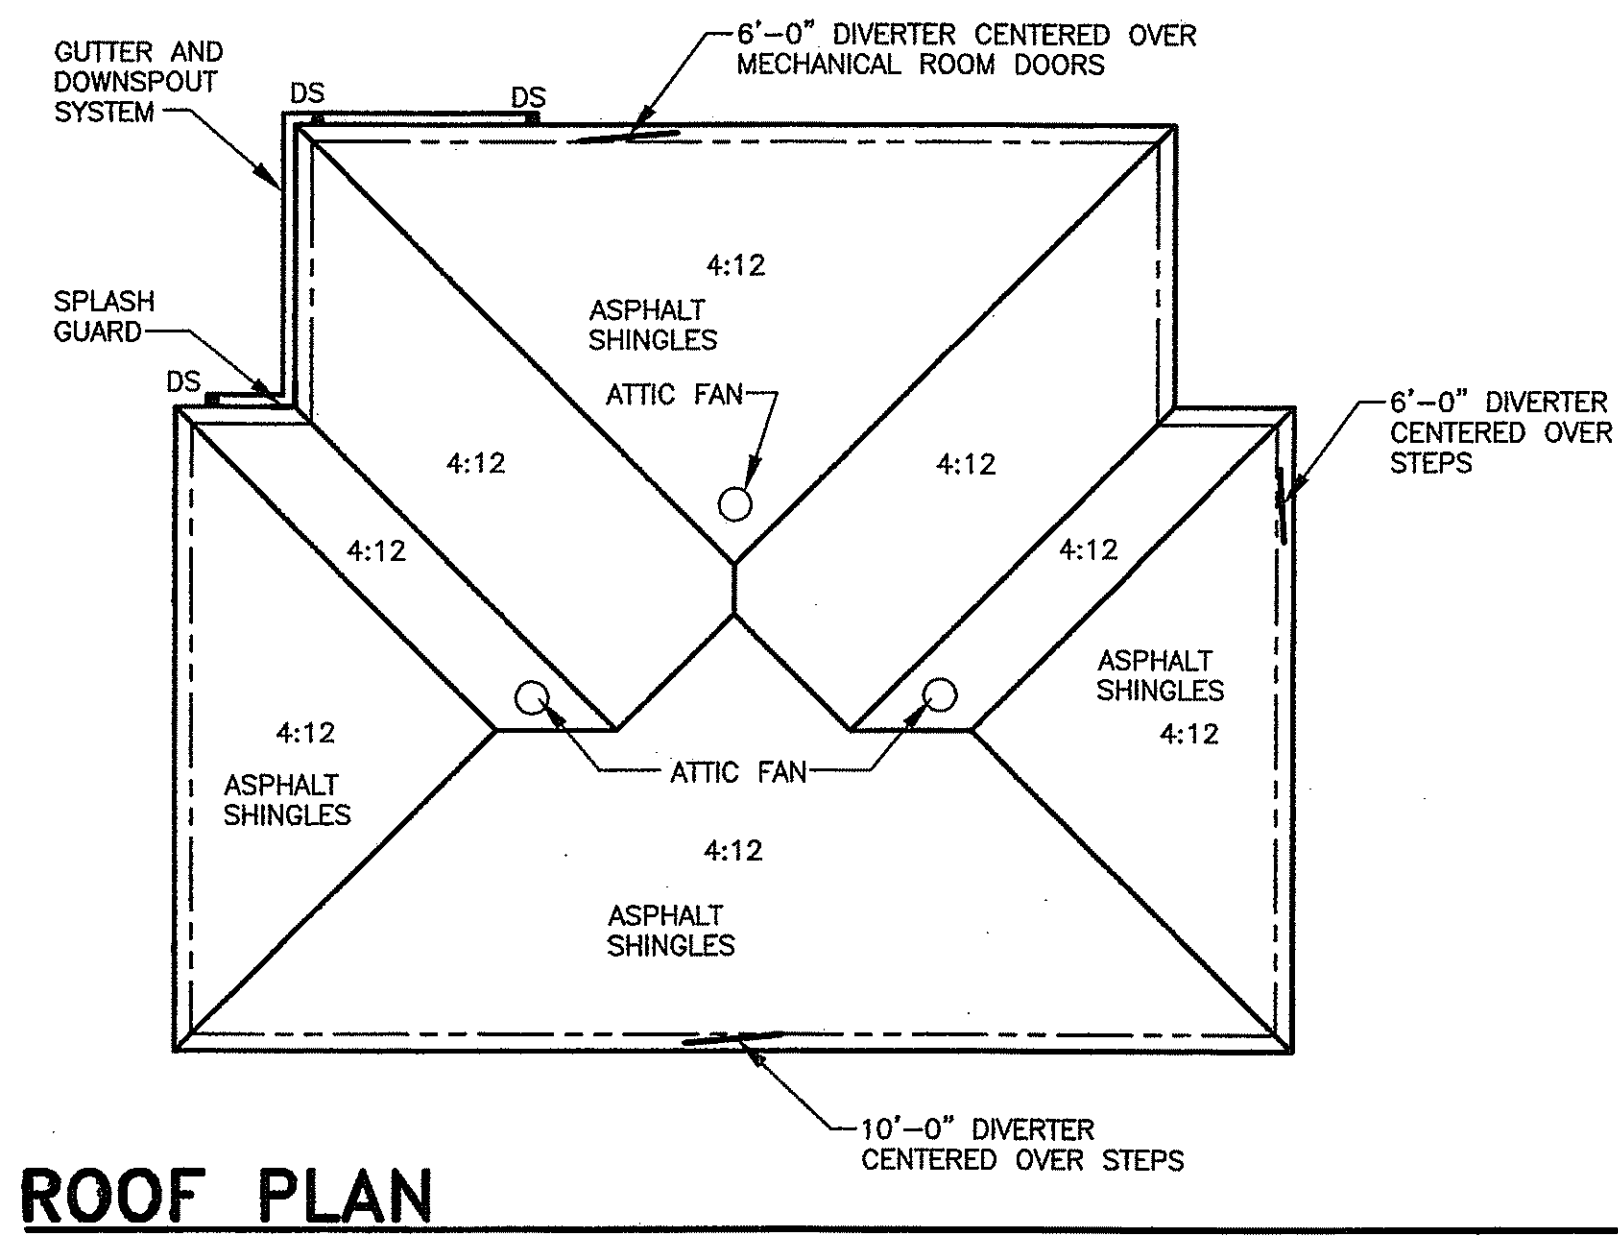 GUTTER AND
DOWNSPOUT
SYSTEM
DS
DS
6'-0" DIVERTER CENTERED OVER
MECHANICAL ROOM DOORS
4:12
ASPHALT
SHINGLES
SPLASH
GUARD
DS
ATTIC FAN
6'-0" DIVERTER
CENTERED OVER
STEPS
4:12
4:12
4:12
4:12
ASPHALT
SHINGLES
4:12
4:12
ASPHALT
SHINGLES
ATTIC FAN
4:12
ASPHALT
SHINGLES
10'-0" DIVERTER
CENTERED OVER STEPS
ROOF PLAN